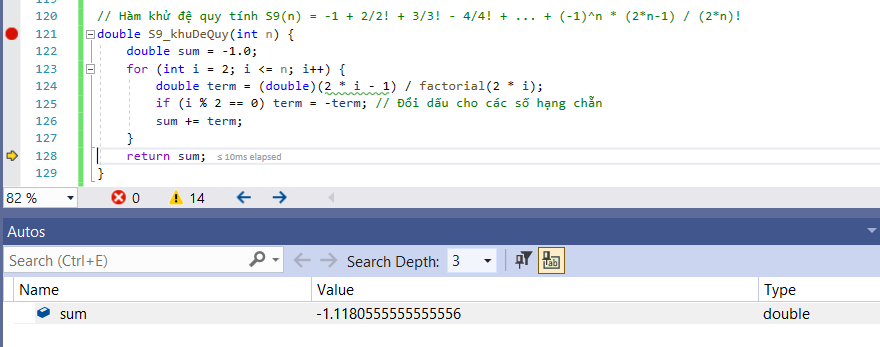 120 // Hàm khử đệ quy tính S9(n) = -1 + 2/2! + 3/3! - 4/4! + ... + (-1)^n * (2*n-1) / (2*n)!
121 double S9_khuDeQuy(int n) {
122 double sum = -1.0;
123 for (int i = 2; i <= n; i++) {
124 double term = (double)(2 * i - 1) / factorial(2 * i);
125 if (i % 2 == 0) term = -term; // Đổi dấu cho các số hạng chẵn
126 sum += term;
127 }
128 return sum; ≤ 10ms elapsed
129 }
82 % 0 14
Autos
Search (Ctrl+E) Search Depth: 3
Name Value Type
sum -1.1180555555555556 double